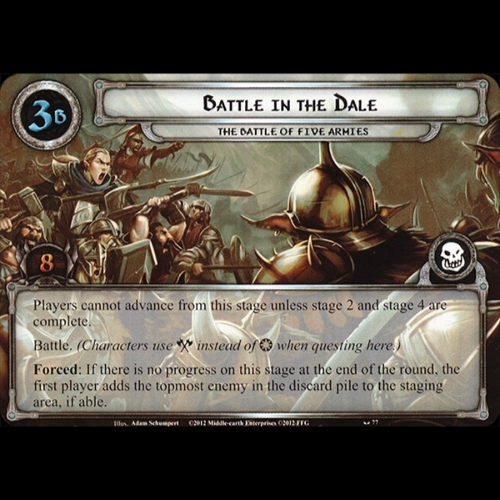 3B
BATTLE IN THE DALE
THE BATTLE OF FIVE ARMIES
8
Players cannot advance from this stage unless stage 2 and stage 4 are
complete.
Battle. (Characters use instead of when questing here.)
Forced: If there is no progress on this stage at the end of the round, the
first player adds the topmost enemy in the discard pile to the staging
area, if able.
Illus. Adam Schumpert ©2012 Middle-earth Enterprises ©2012 FFG